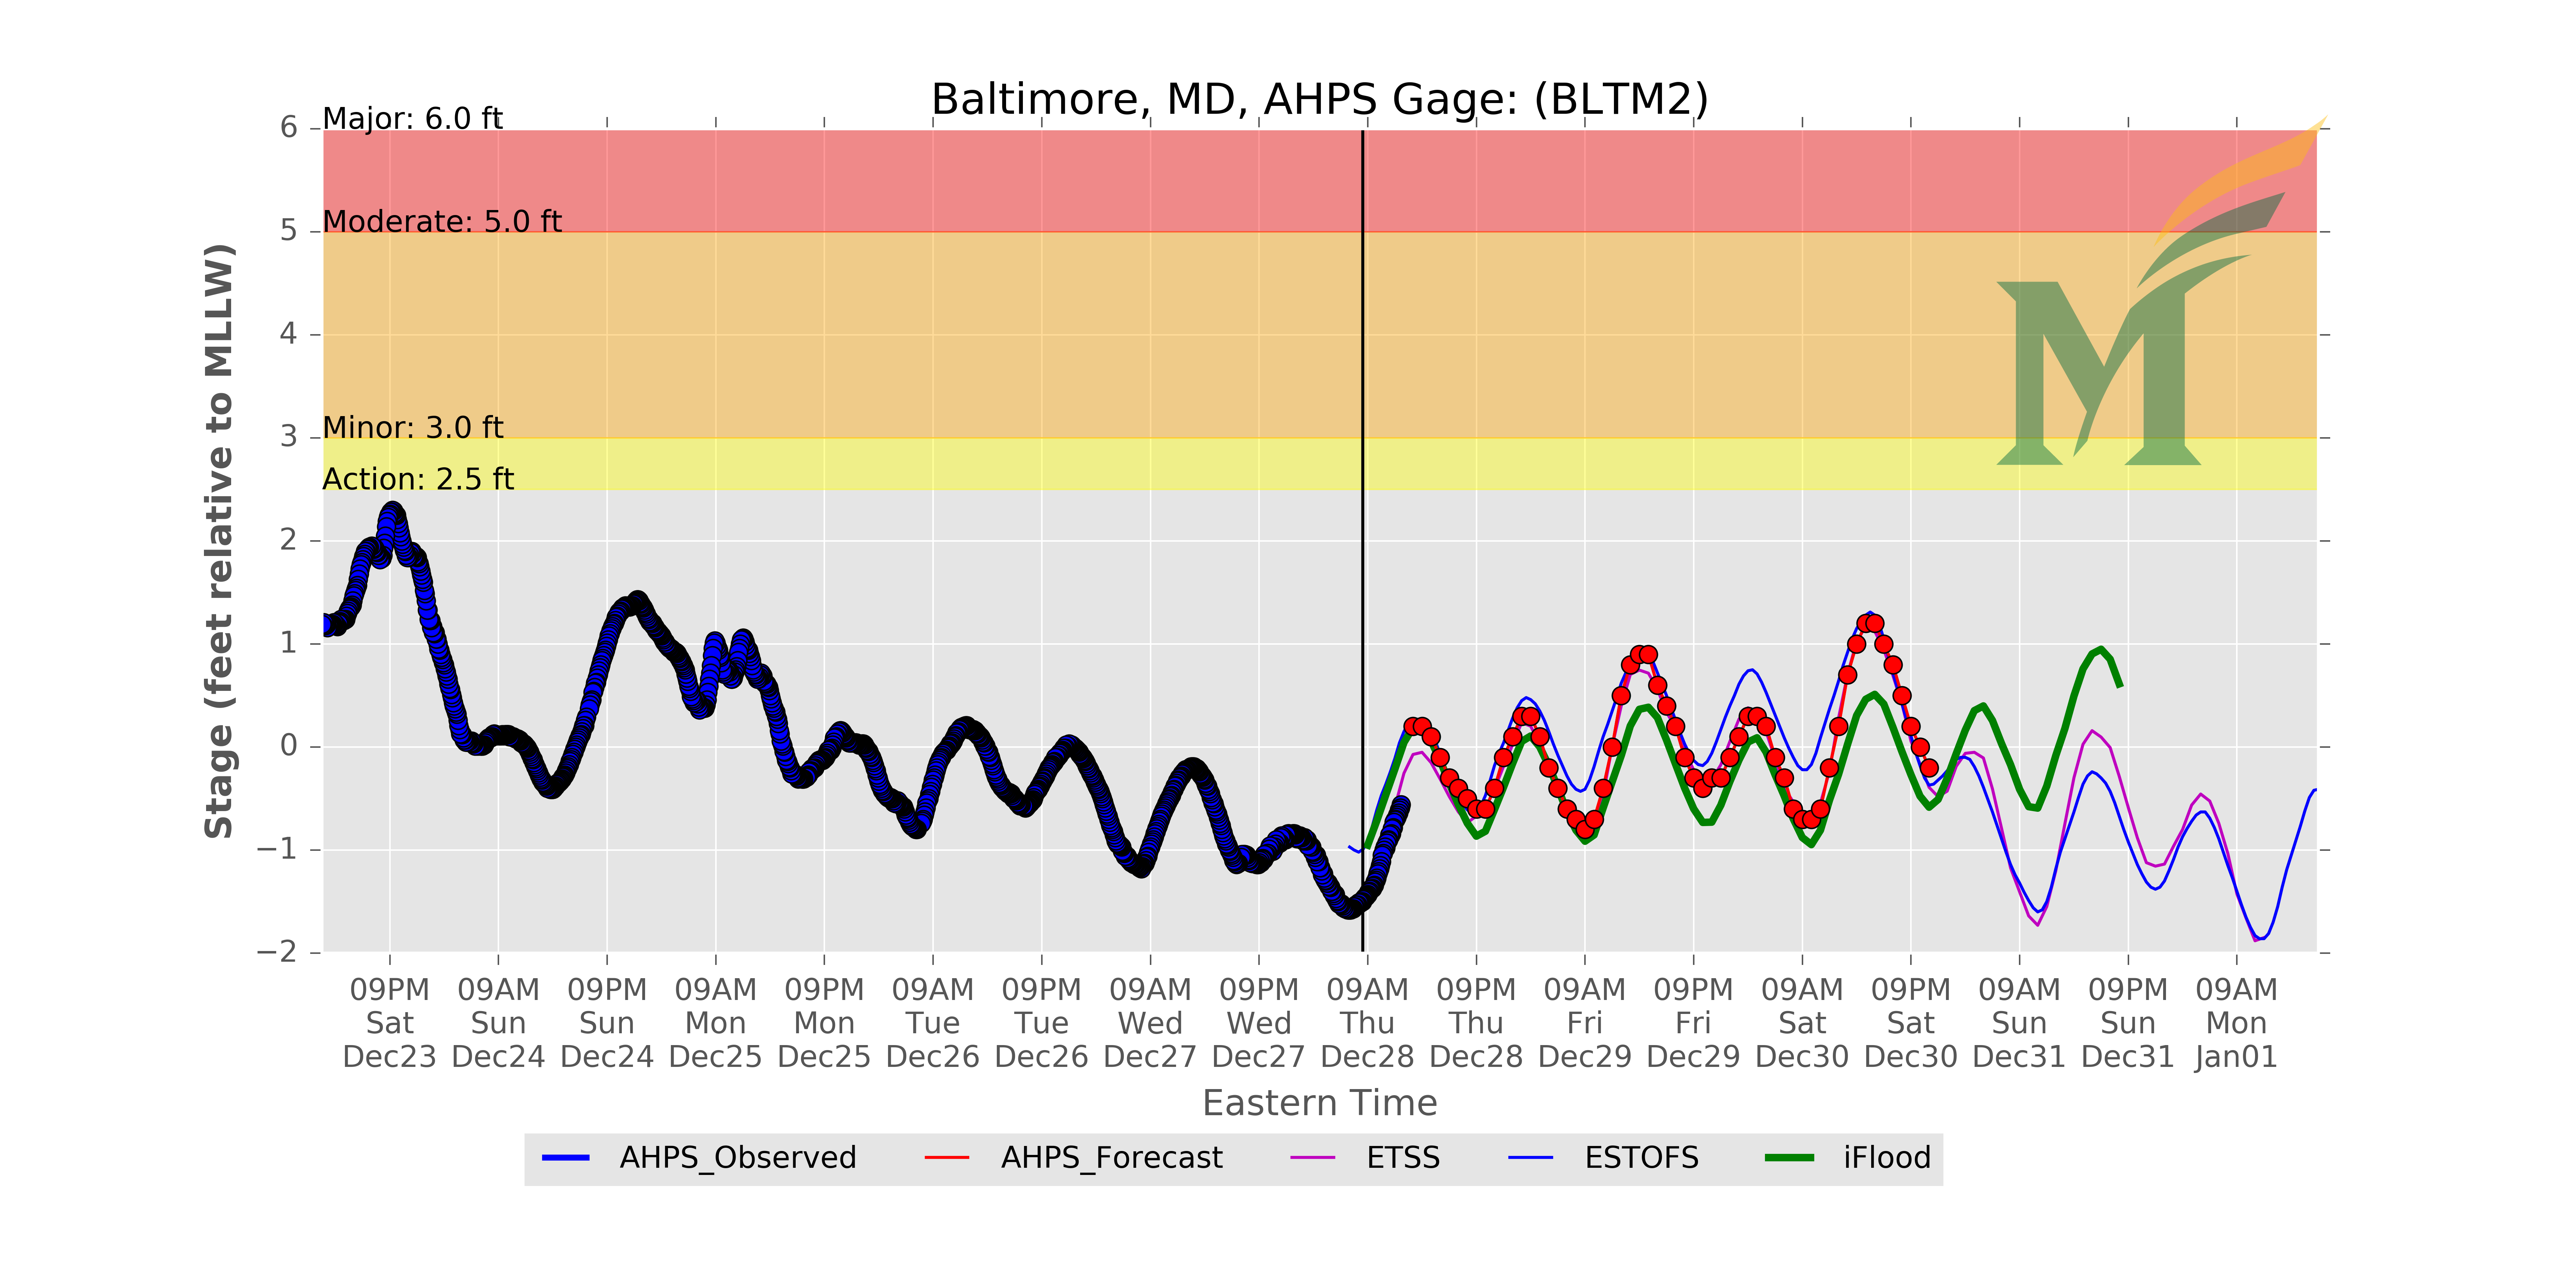 Baltimore, MD, AHPS Gage: (BLTM2)
Major: 6.0 ft
Moderate: 5.0 ft
Minor: 3.0 ft
Action: 2.5 ft
6
5
4
3
2
1
0
−1
−2
Stage (feet relative to MLLW)
09PM 09AM 09PM 09AM 09PM 09AM 09PM 09AM 09PM 09AM 09PM 09AM 09PM 09AM 09PM 09AM 09PM 09AM
Sat Sun Sun Mon Mon Tue Tue Wed Wed Thu Thu Fri Fri Sat Sat Sun Sun Mon
Dec23 Dec24 Dec24 Dec25 Dec25 Dec26 Dec26 Dec27 Dec27 Dec28 Dec28 Dec29 Dec29 Dec30 Dec30 Dec31 Dec31 Jan01
Eastern Time
AHPS_Observed AHPS_Forecast ETSS ESTOFS iFlood
M